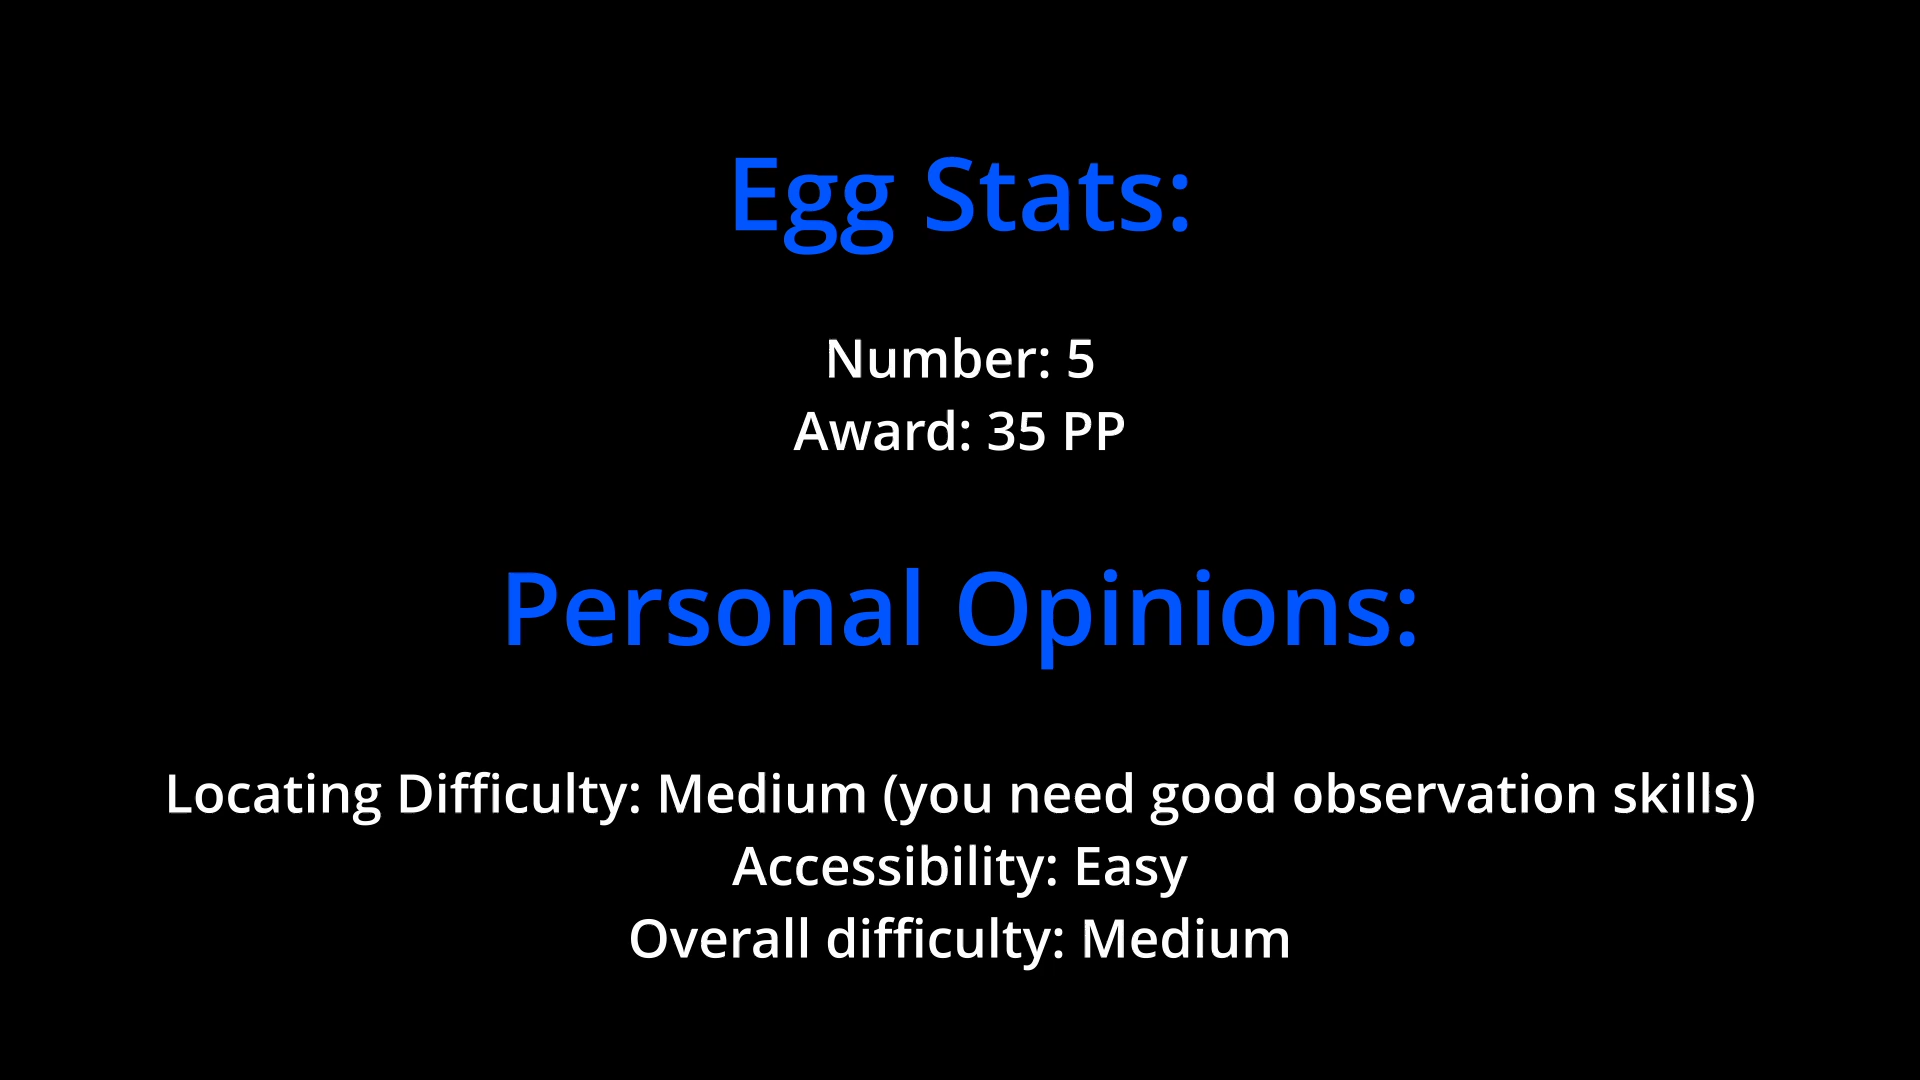 Egg Stats:
Number: 5
Award: 35 PP
Personal Opinions:
Locating Difficulty: Medium (you need good observation skills)
Accessibility: Easy
Overall difficulty: Medium